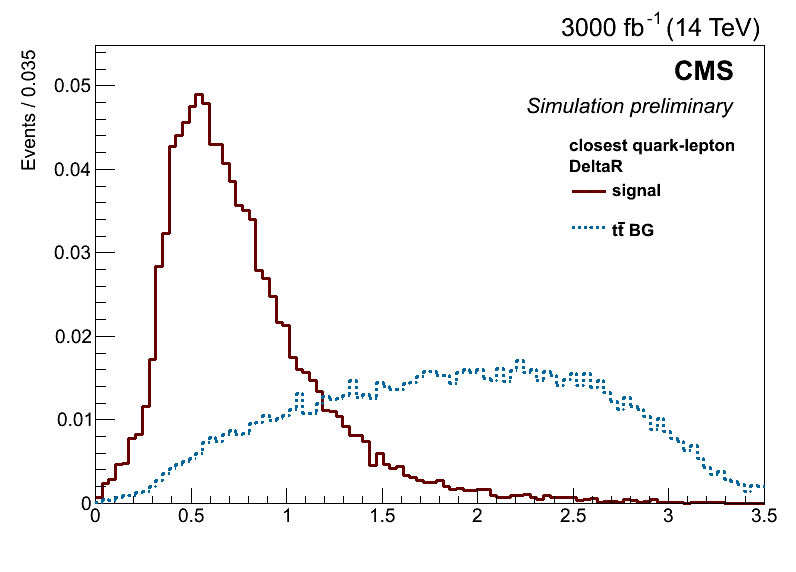 3000 fb⁻¹ (14 TeV)
CMS
Simulation preliminary
closest quark-lepton
DeltaR
signal
tt̅ BG
Events / 0.035
0.05
0.04
0.03
0.02
0.01
0
0 0.5 1 1.5 2 2.5 3 3.5